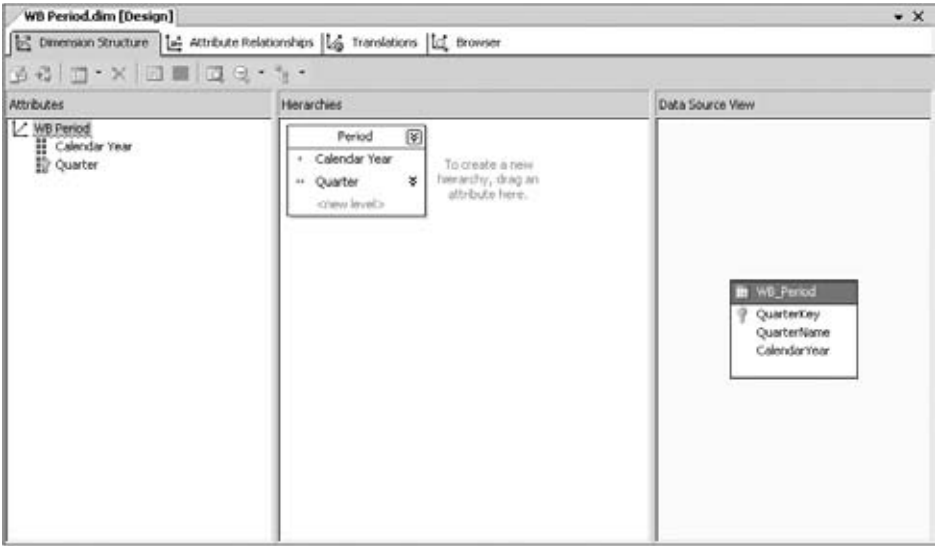 WB Period.dim [Design]
Dimension Structure Attribute Relationships Translations Browser
Attributes
WB Period
Calendar Year
Quarter
Hierarchies
Period
Calendar Year
Quarter
<new level>
To create a new
hierarchy, drag an
attribute here.
Data Source View
WB_Period
QuarterKey
QuarterName
CalendarYear